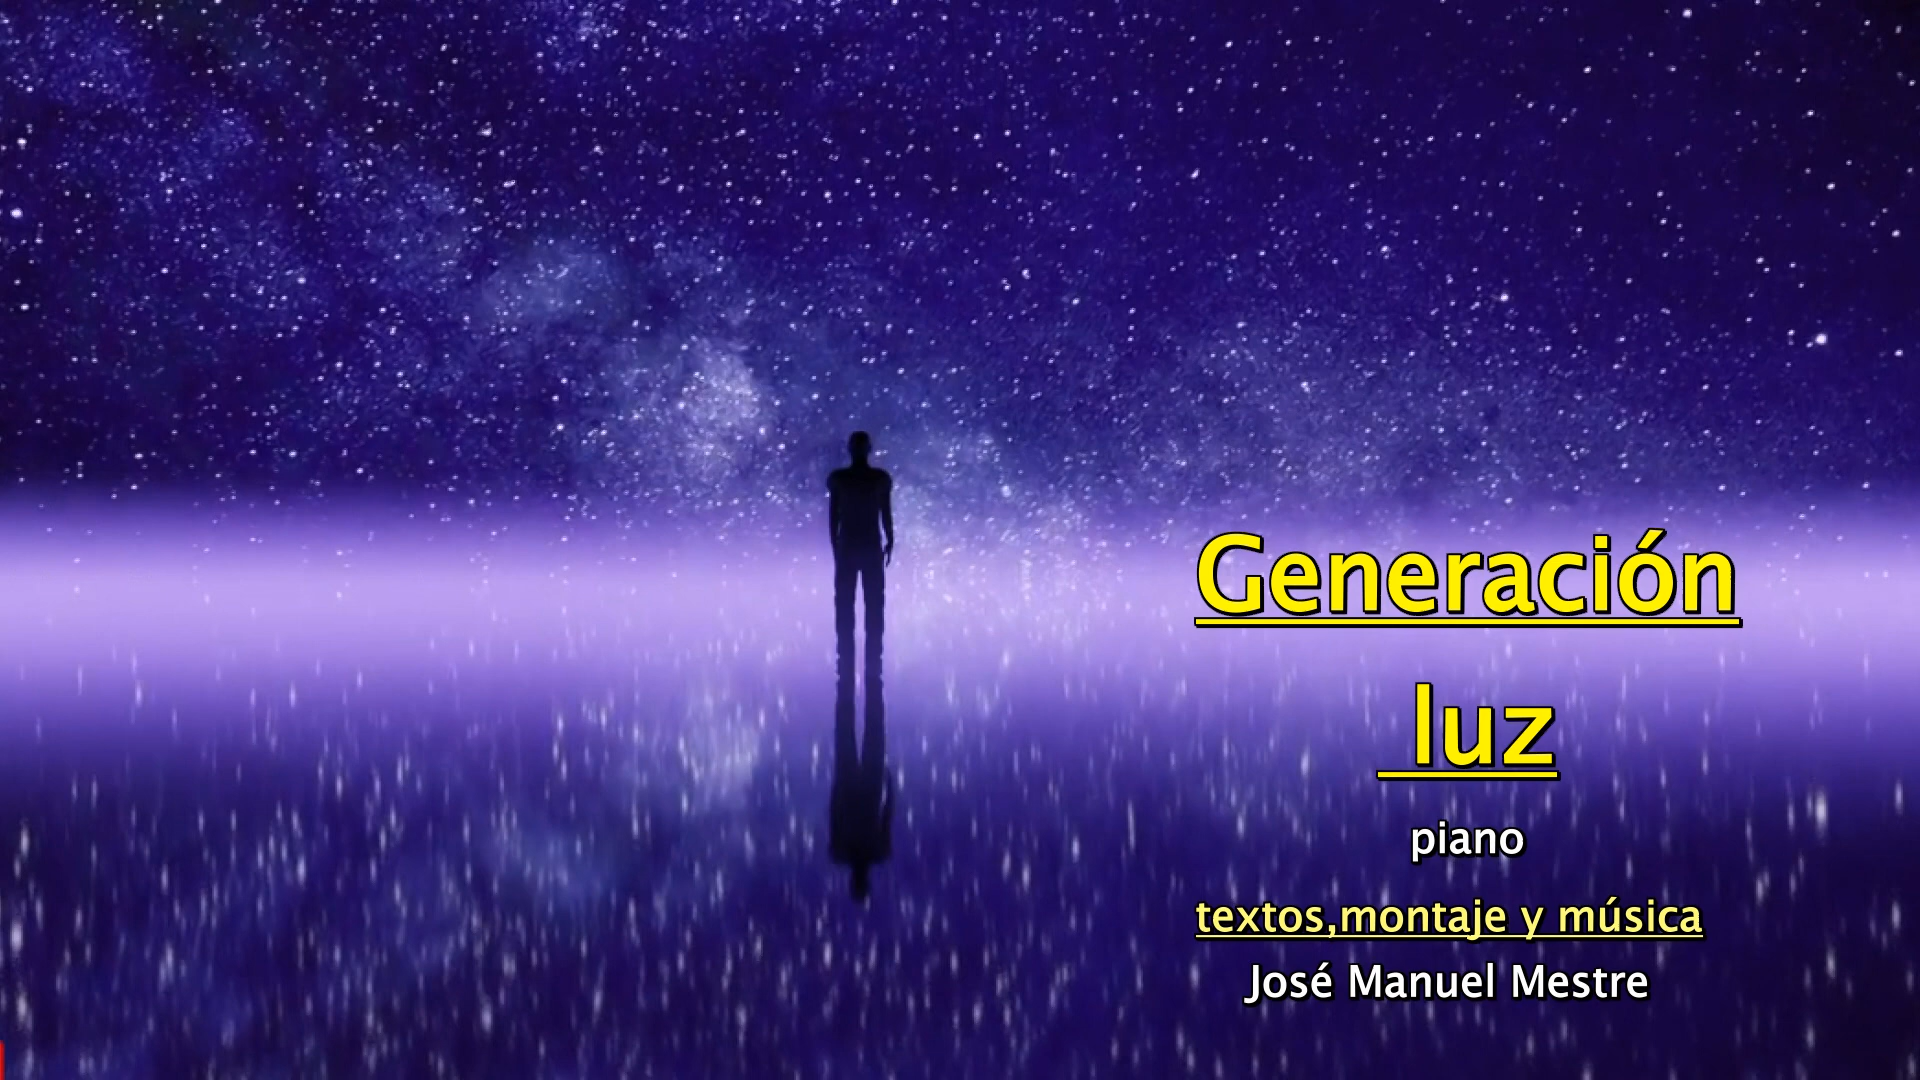 Generación
luz
piano
textos,montaje y música
José Manuel Mestre